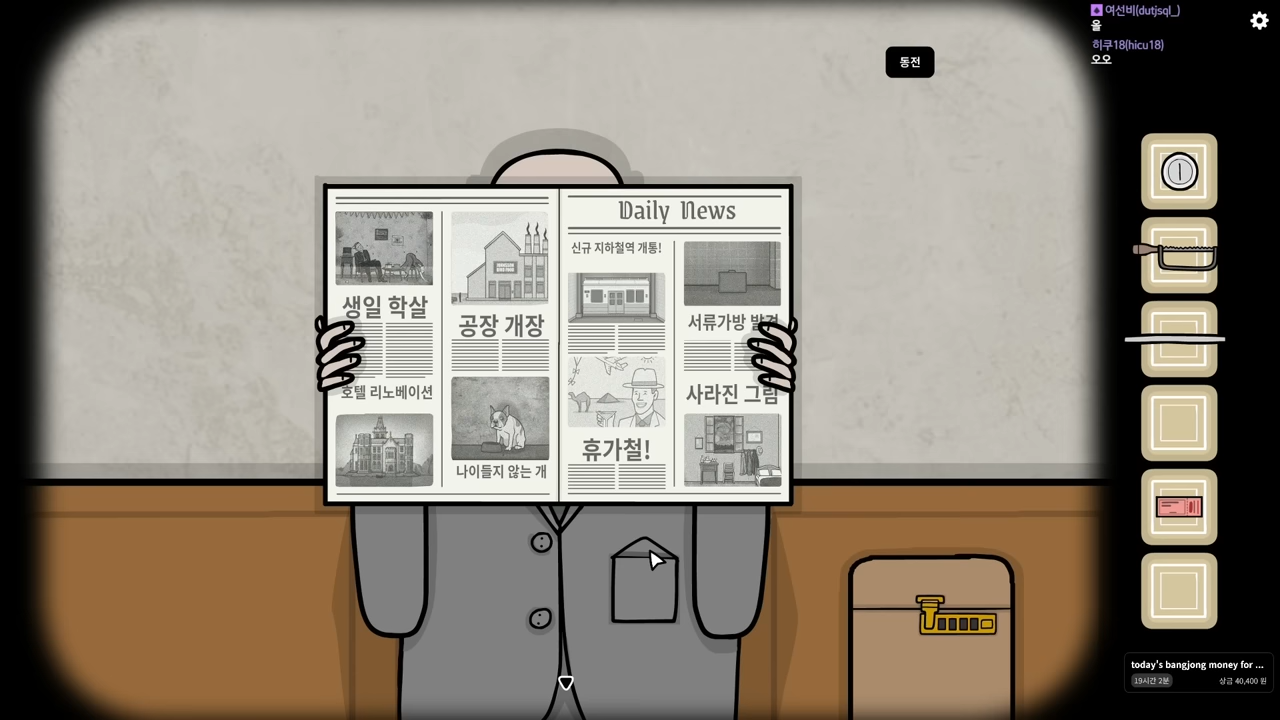 여선비(dutjsql_)
올
히쿠18(hicu18)
오오
동전
Daily News
생일 학살
공장 개장
호텔 리노베이션
나이들지 않는 개
신규 지하철역 개통!
휴가철!
서류가방 발견
사라진 그림
today's bangjong money for ...
19시간 2분
상금 40,400 원